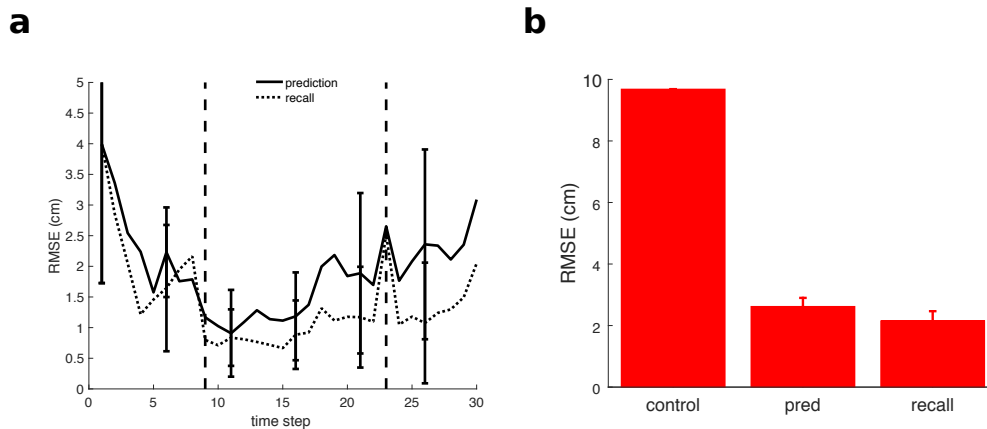 a
b
prediction
recall
5
4.5
4
3.5
3
2.5
2
1.5
1
0.5
0
RMSE (cm)
0 5 10 15 20 25 30
time step
10
8
6
4
2
0
RMSE (cm)
control pred recall